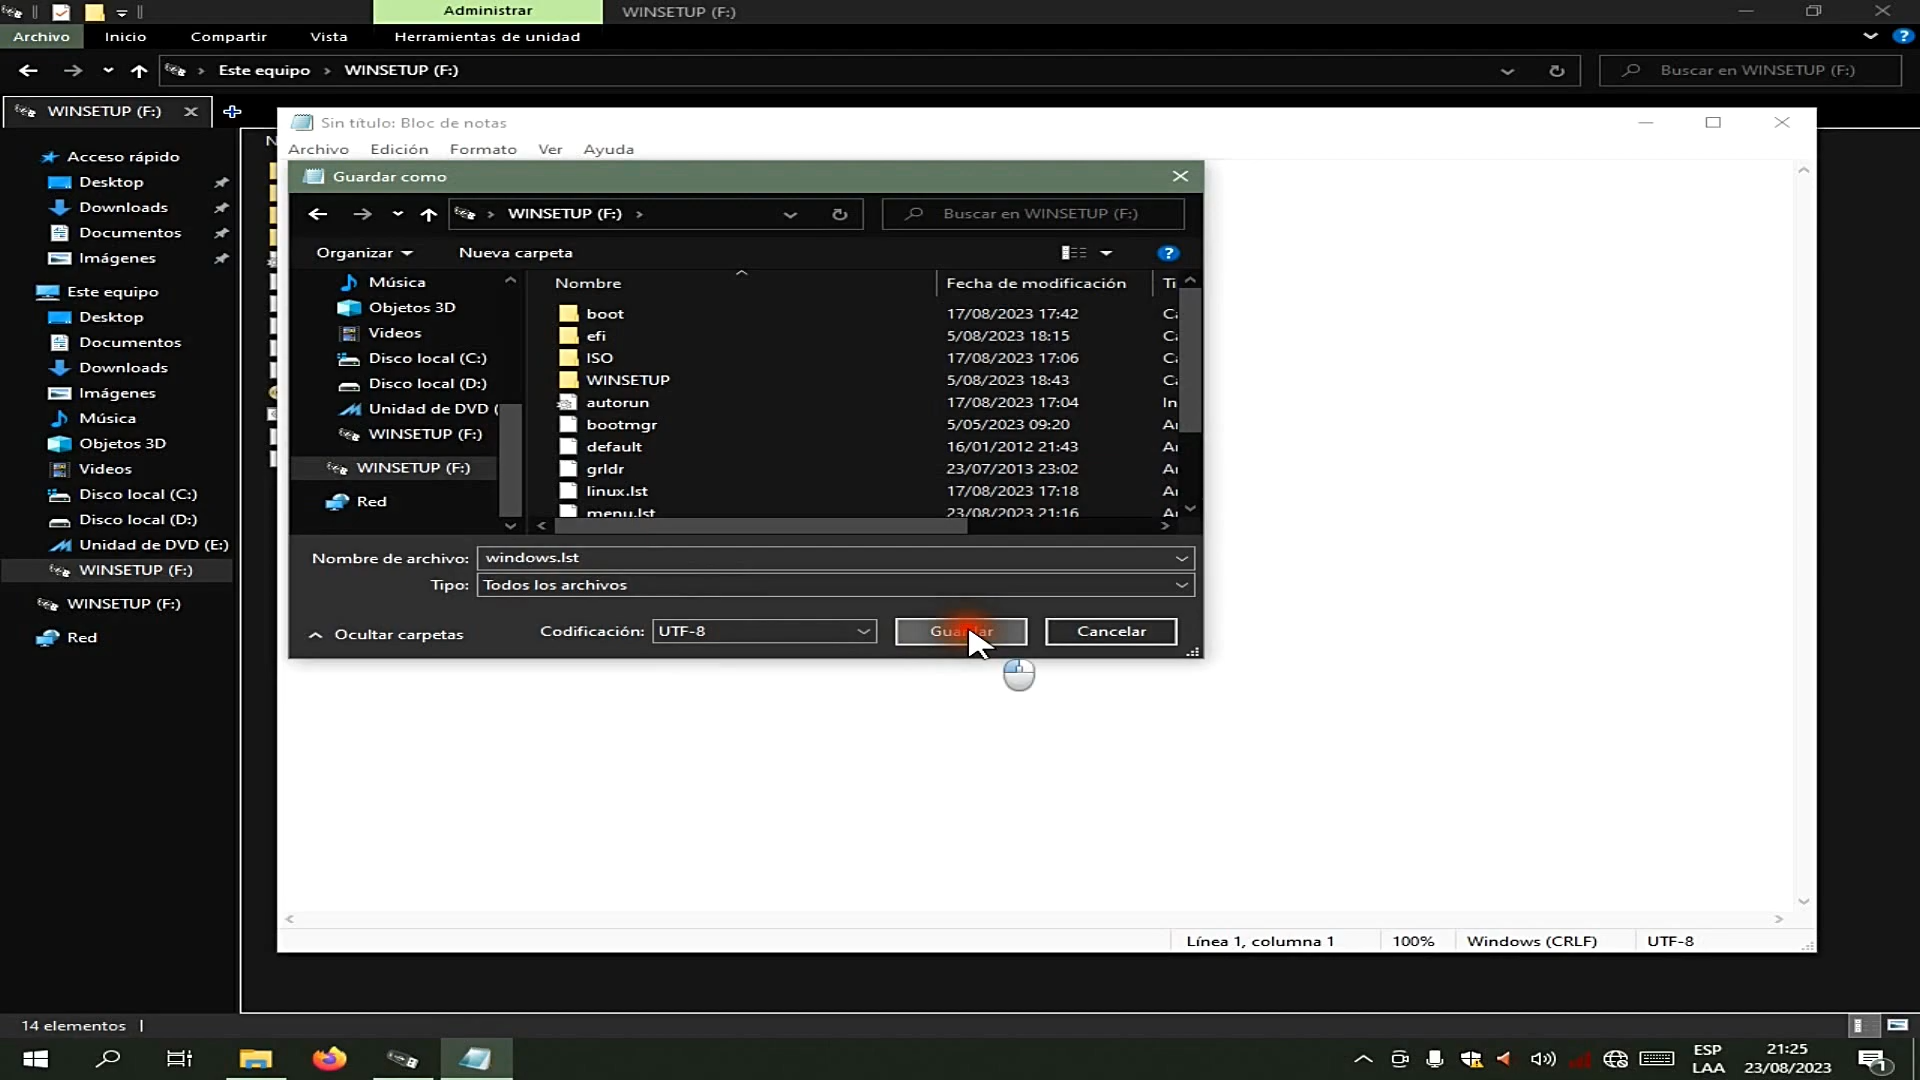 Administrar
WINSETUP (F:)
Archivo
Inicio
Compartir
Vista
Herramientas de unidad
Este equipo
WINSETUP (F:)
Buscar en WINSETUP (F:)
WINSETUP (F:)
Acceso rápido
Desktop
Downloads
Documentos
Imágenes
Este equipo
Desktop
Documentos
Downloads
Imágenes
Música
Objetos 3D
Videos
Disco local (C:)
Disco local (D:)
Unidad de DVD (E:)
WINSETUP (F:)
WINSETUP (F:)
Red
Sin título: Bloc de notas
Archivo
Edición
Formato
Ver
Ayuda
Guardar como
WINSETUP (F:)
Buscar en WINSETUP (F:)
Organizar
Nueva carpeta
Música
Objetos 3D
Videos
Disco local (C:)
Disco local (D:)
Unidad de DVD (
WINSETUP (F:)
WINSETUP (F:)
Red
Nombre
Fecha de modificación
Ti
boot 17/08/2023 17:42
efi 5/08/2023 18:15
ISO 17/08/2023 17:06
WINSETUP 5/08/2023 18:43
autorun 17/08/2023 17:04 In
bootmgr 5/05/2023 09:20
default 16/01/2012 21:43
grldr 23/07/2013 23:02
linux.lst 17/08/2023 17:18
menu.lst 23/08/2023 21:16
Nombre de archivo: windows.lst
Tipo: Todos los archivos
Ocultar carpetas
Codificación: UTF-8
Guardar
Cancelar
Línea 1, columna 1
100%
Windows (CRLF)
UTF-8
14 elementos
ESP
LAA
21:25
23/08/2023
1